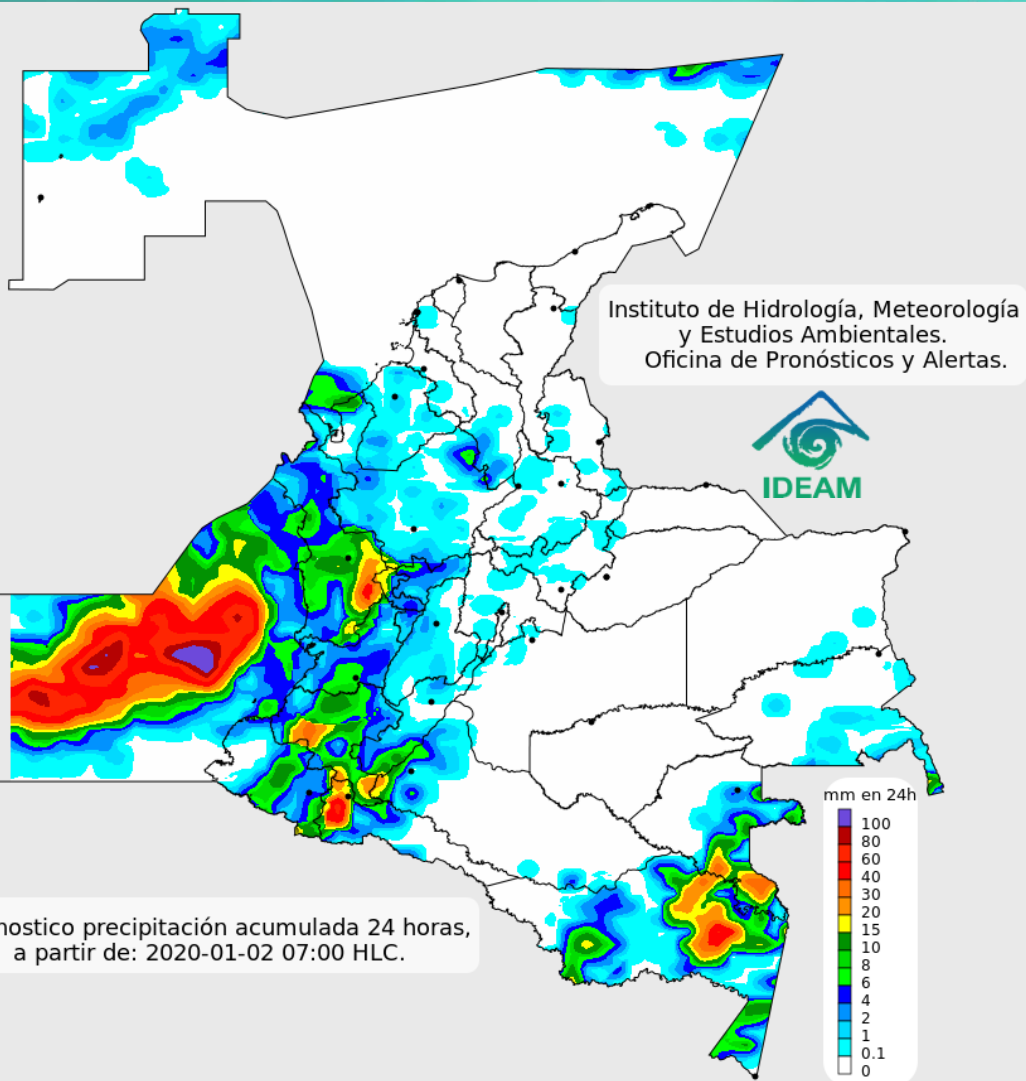 Instituto de Hidrología, Meteorología
y Estudios Ambientales.
Oficina de Pronósticos y Alertas.
IDEAM
mm en 24h
100
80
60
40
30
20
15
10
8
6
4
2
1
0.1
0
nostico precipitación acumulada 24 horas,
a partir de: 2020-01-02 07:00 HLC.